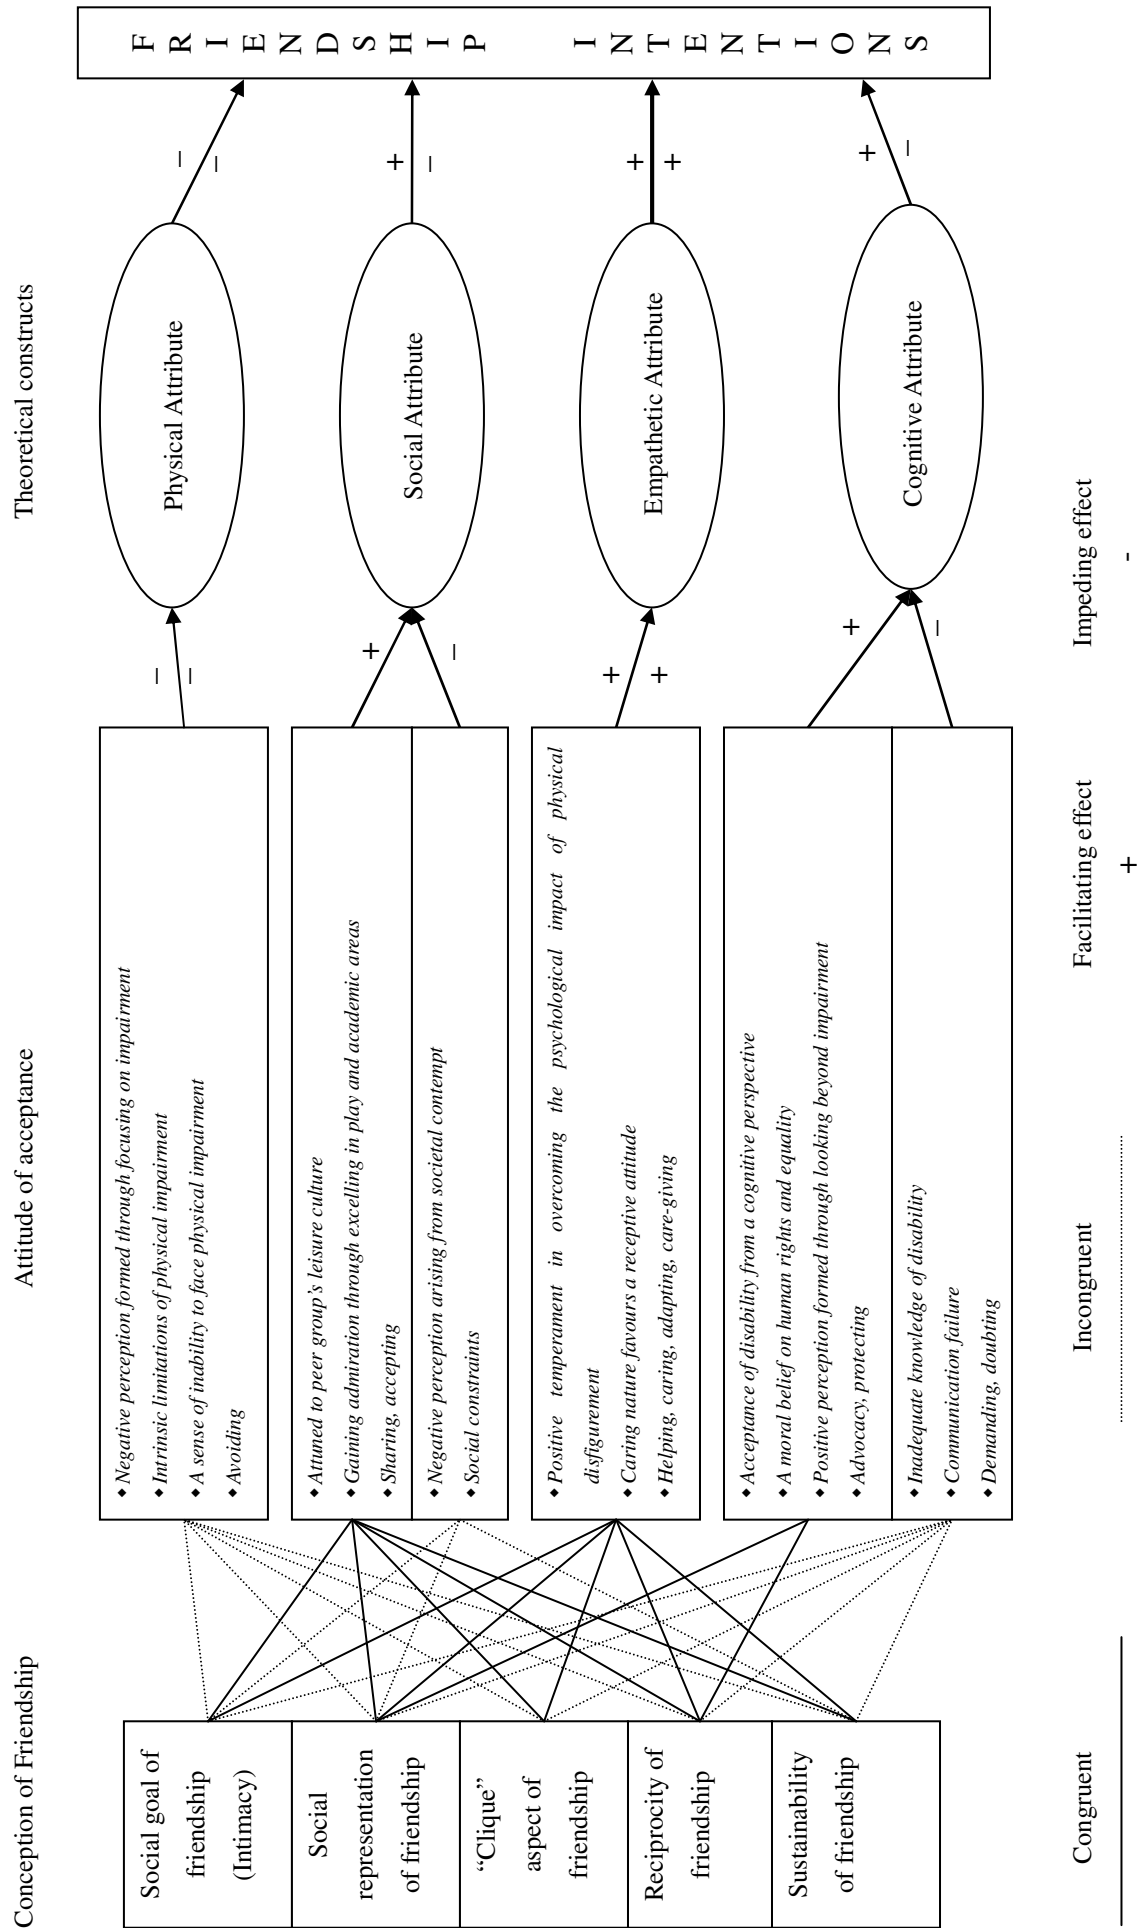 Conception of Friendship
Attitude of acceptance
Theoretical constructs
Social goal of
friendship
(Intimacy)
Social
representation
of friendship
“Clique”
aspect of
friendship
Reciprocity of
friendship
Sustainability
of friendship
◆ Negative perception formed through focusing on impairment
◆ Intrinsic limitations of physical impairment
◆ A sense of inability to face physical impairment
◆ Avoiding
◆ Attuned to peer group’s leisure culture
◆ Gaining admiration through excelling in play and academic areas
◆ Sharing, accepting
◆ Negative perception arising from societal contempt
◆ Social constraints
◆ Positive temperament in overcoming the psychological impact of physical
disfigurement
◆ Caring nature favours a receptive attitude
◆ Helping, caring, adapting, care-giving
◆ Acceptance of disability from a cognitive perspective
◆ A moral belief on human rights and equality
◆ Positive perception formed through looking beyond impairment
◆ Advocacy, protecting
◆ Inadequate knowledge of disability
◆ Communication failure
◆ Demanding, doubting
–
–
+
–
+
+
+
–
Physical Attribute
Social Attribute
Empathetic Attribute
Cognitive Attribute
–
–
+
–
+
+
+
–
F
R
I
E
N
D
S
H
I
P
I
N
T
E
N
T
I
O
N
S
Congruent
Incongruent
Facilitating effect
Impeding effect
+
-